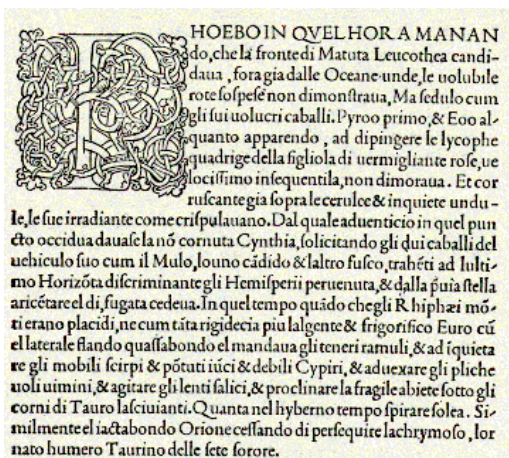 PHOEBO IN QVEL HORA MANAN
do, che la fronte di Matuta Leucothea candi-
daua, fora gia dalle Oceane unde, le uolubile
rote sospese non dimonstraua, Ma sedulo cum
gli sui uolucri caballi. Pyroo primo, & Eoo al-
quanto apparendo, ad dipingere le lycophe
quadrige della figliola di uermigliante rose, ue
locissimo insequentila, non dimoraua. Et cor
ruscante gia sopra le cerulee & inquiete undu-
le, le sue irradiante come crispulauano. Dal quale aduenticio in quel pun
cto occidua dauase la nõ cornuta Cynthia, solicitando gli dui caballi del
uehiculo suo cum il Mulo, louno cãdido & laltro fusco, trahẽti ad lulti-
mo Horizõta discriminante gli Hemisperii peruenuta, & dalla p̃uia stella
aricẽtare el di, fugata cedeua. In quel tempo quãdo che gli Rhiphæi mõ-
ti erano placidi, ne cum tãta rigidecia piu lalgente & frigorifico Euro cũ
el laterale flando quassabondo el mandaua gli teneri ramuli, & ad ĩquieta
re gli mobili scirpi & põtuti iũci & debili Cypiri, & aduexare gli pliche
uoli uimini, & agitare gli lenti salici, & proclinare la fragile abiete sotto gli
corni di Tauro lasciuianti. Quanta nel hyberno tempo spirare solea. Si-
milmente el iactabondo Orione cessando di persequire lachrymoso, lor
nato humero Taurino delle sete sorore.